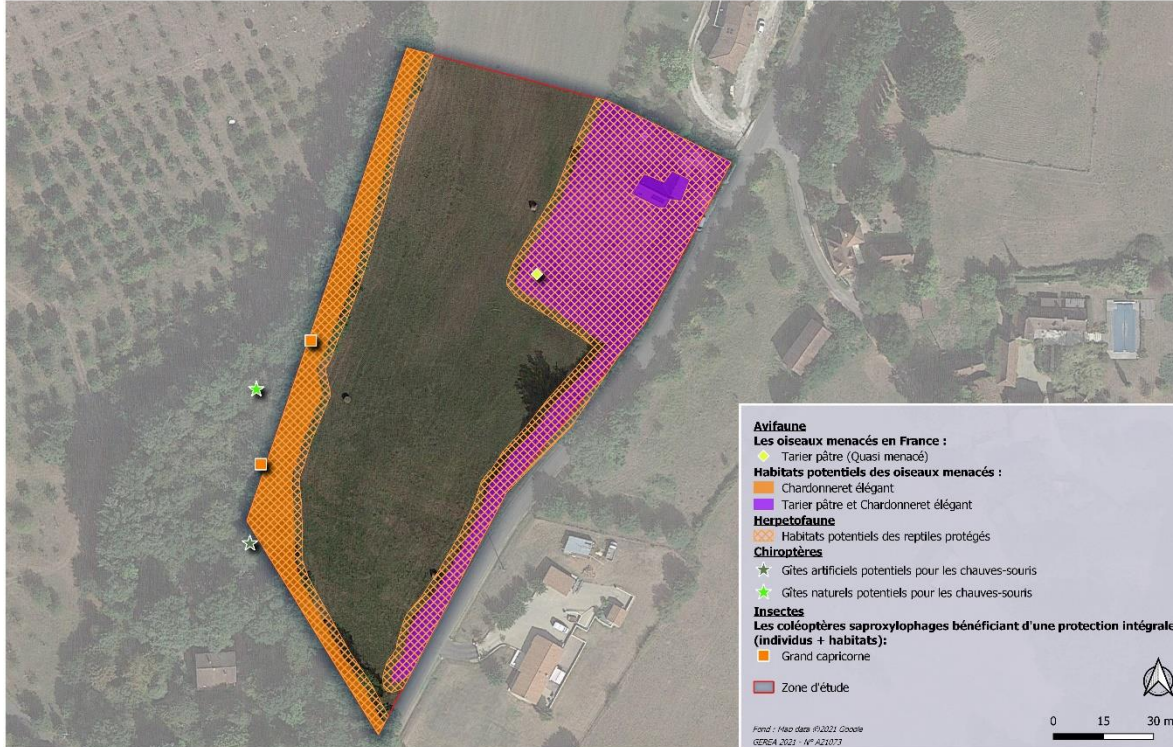 Avifaune
Les oiseaux menacés en France :
Tarier pâtre (Quasi menacé)
Habitats potentiels des oiseaux menacés :
Chardonneret élégant
Tarier pâtre et Chardonneret élégant
Herpetofaune
Habitats potentiels des reptiles protégés
Chiroptères
Gîtes artificiels potentiels pour les chauves-souris
Gîtes naturels potentiels pour les chauves-souris
Insectes
Les coléoptères saproxylophages bénéficiant d'une protection intégrale
(individus + habitats):
Grand capricorne
Zone d'étude
0 15 30 m
Fond : Map data ©2021 Google
GEREA 2021 - N° A21073